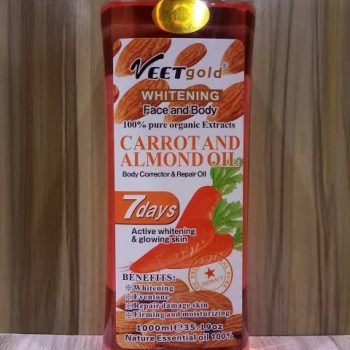 VEETgold®
WHITENING
Face and Body
100% pure organic Extracts
CARROT AND
ALMOND OIL
Body Corrector & Repair Oil
7days
Active whitening
& glowing skin
BENEFITS:
※Whitening
※Eventone
※Repair damage skin
※Firming and moisturizing
1000ml℮35.19oz
Nature Essential oil 100%
EXTRACT